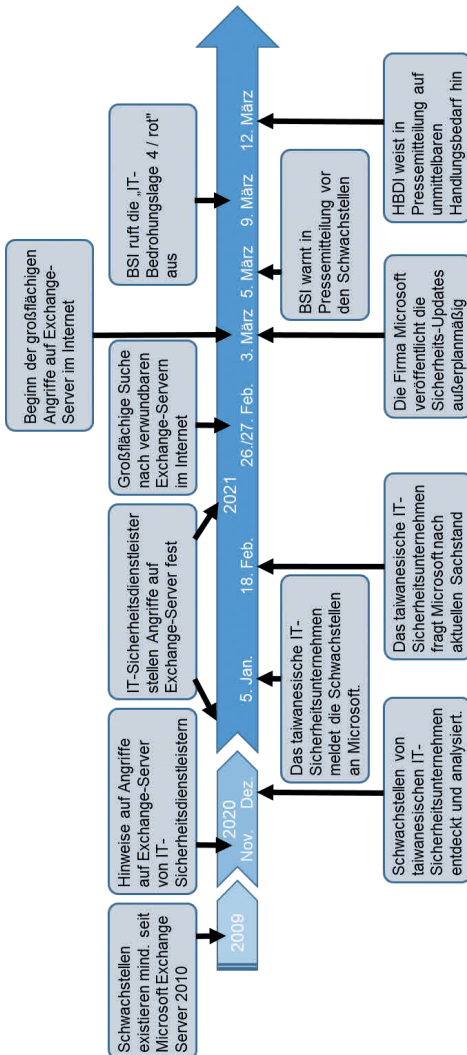 Schwachstellen
existieren mind. seit
Microsoft Exchange
Server 2010
Hinweise auf Angriffe
auf Exchange-Server
von IT-
Sicherheitsdienstleistern
IT-Sicherheitsdienstleister
stellen Angriffe auf
Exchange-Server fest
Großflächige Suche
nach verwundbaren
Exchange-Servern
im Internet
Beginn der großflächigen
Angriffe auf Exchange-
Server im Internet
BSI ruft die „IT-
Bedrohungslage 4 / rot"
aus
2009
2020
Nov. Dez.
2021
5. Jan. 18. Feb. 26./27. Feb. 3. März 5. März 9. März 12. März
Schwachstellen von
taiwanesischen IT-
Sicherheitsunternehmen
entdeckt und analysiert.
Das taiwanesische IT-
Sicherheitsunternehmen
meldet die Schwachstellen
an Microsoft.
Das taiwanesische IT-
Sicherheitsunternehmen
fragt Microsoft nach
aktuellen Sachstand
Die Firma Microsoft
veröffentlicht die
Sicherheits-Updates
außerplanmäßig
BSI warnt in
Pressemitteilung vor
den Schwachstellen
HBDI weist in
Pressemitteilung auf
unmittelbaren
Handlungsbedarf hin